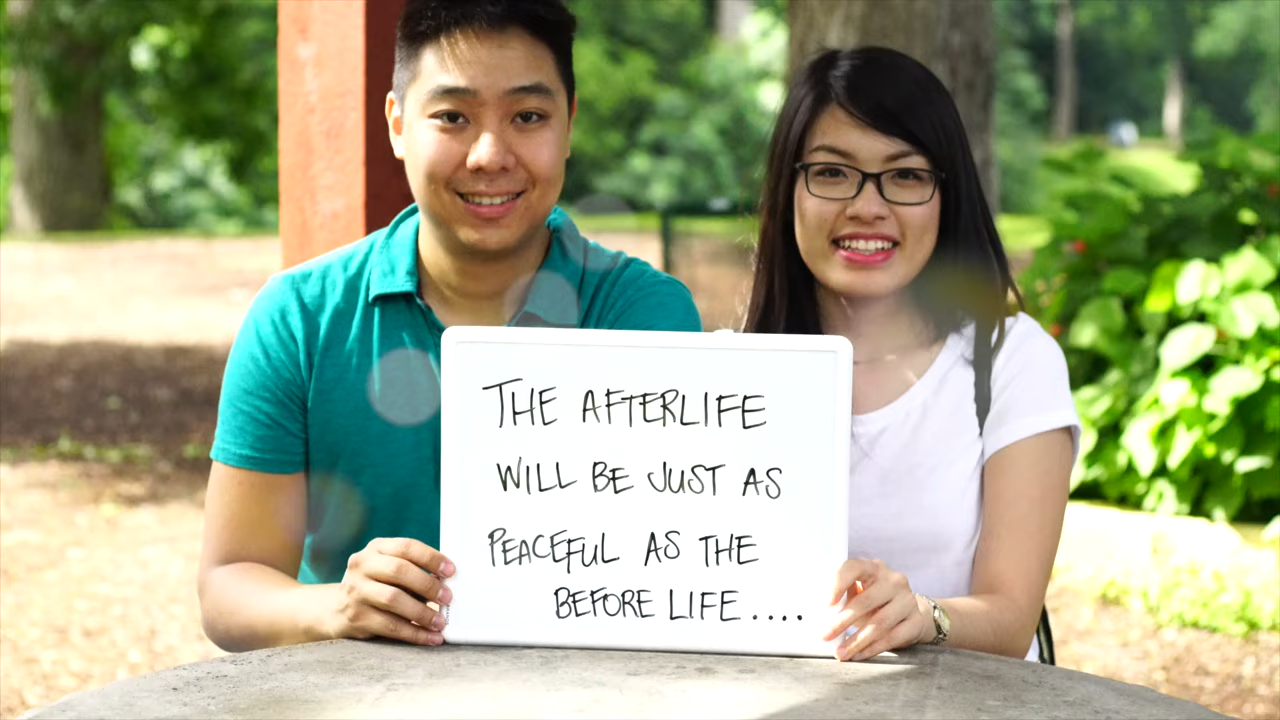 THE AFTERLIFE
WILL BE JUST AS
PEACEFUL AS THE
BEFORE LIFE....